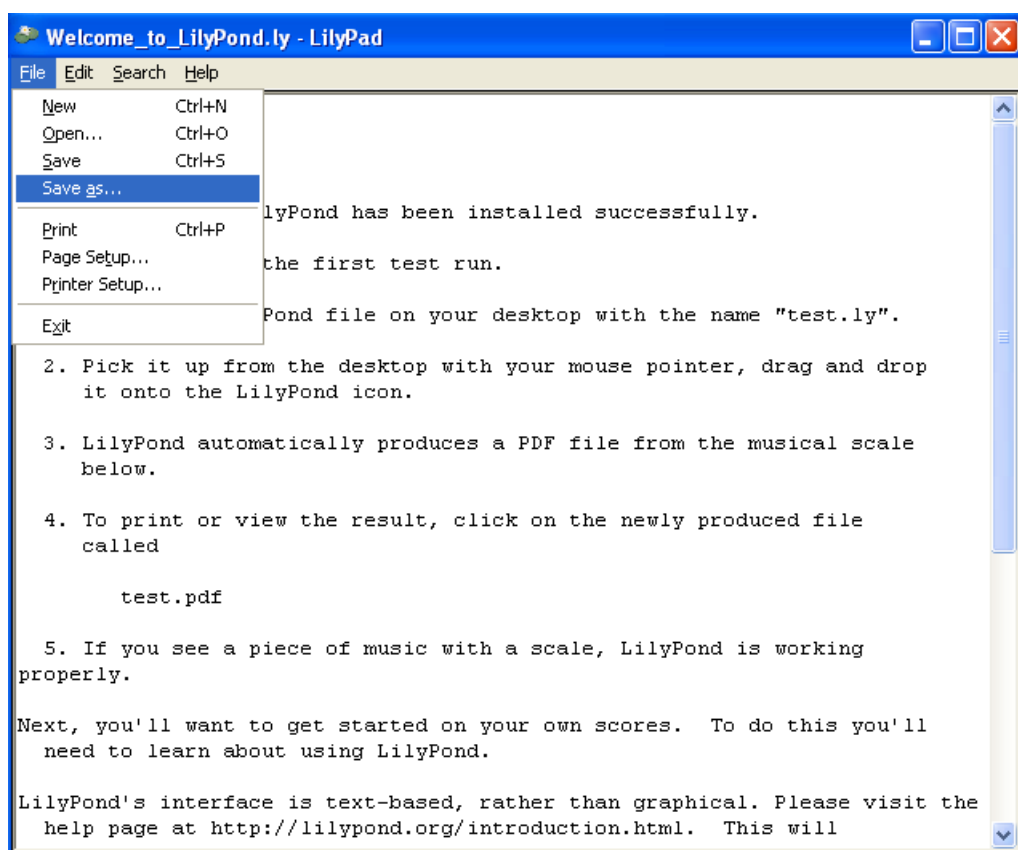 Welcome_to_LilyPond.ly - LilyPad
File Edit Search Help
New Ctrl+N
Open... Ctrl+O
Save Ctrl+S
Save as...
Print Ctrl+P
Page Setup...
Printer Setup...
Exit
lyPond has been installed successfully.
the first test run.
Pond file on your desktop with the name "test.ly".
2. Pick it up from the desktop with your mouse pointer, drag and drop
it onto the LilyPond icon.
3. LilyPond automatically produces a PDF file from the musical scale
below.
4. To print or view the result, click on the newly produced file
called
test.pdf
5. If you see a piece of music with a scale, LilyPond is working
properly.
Next, you'll want to get started on your own scores.  To do this you'll
need to learn about using LilyPond.
LilyPond's interface is text-based, rather than graphical. Please visit the
help page at http://lilypond.org/introduction.html.  This will